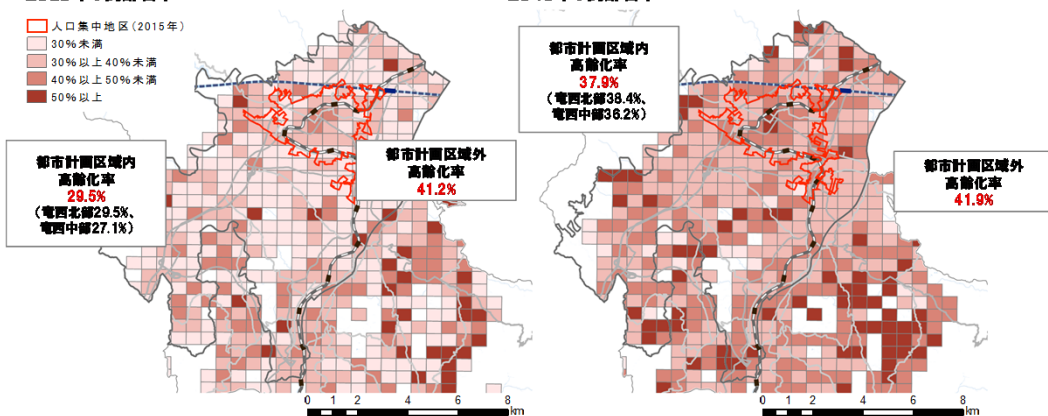 人口集中地区（2015年）
30％未満
30％以上40％未満
40％以上50％未満
50％以上
都市計画区域内
高齢化率
29.5%
（竜西北部29.5%、
竜西中部27.1%）
都市計画区域外
高齢化率
41.2%
0 1 2 4 6 8
km
都市計画区域内
高齢化率
37.9%
（竜西北部38.4%、
竜西中部36.2%）
都市計画区域外
高齢化率
41.9%
0 1 2 4 6 8
km